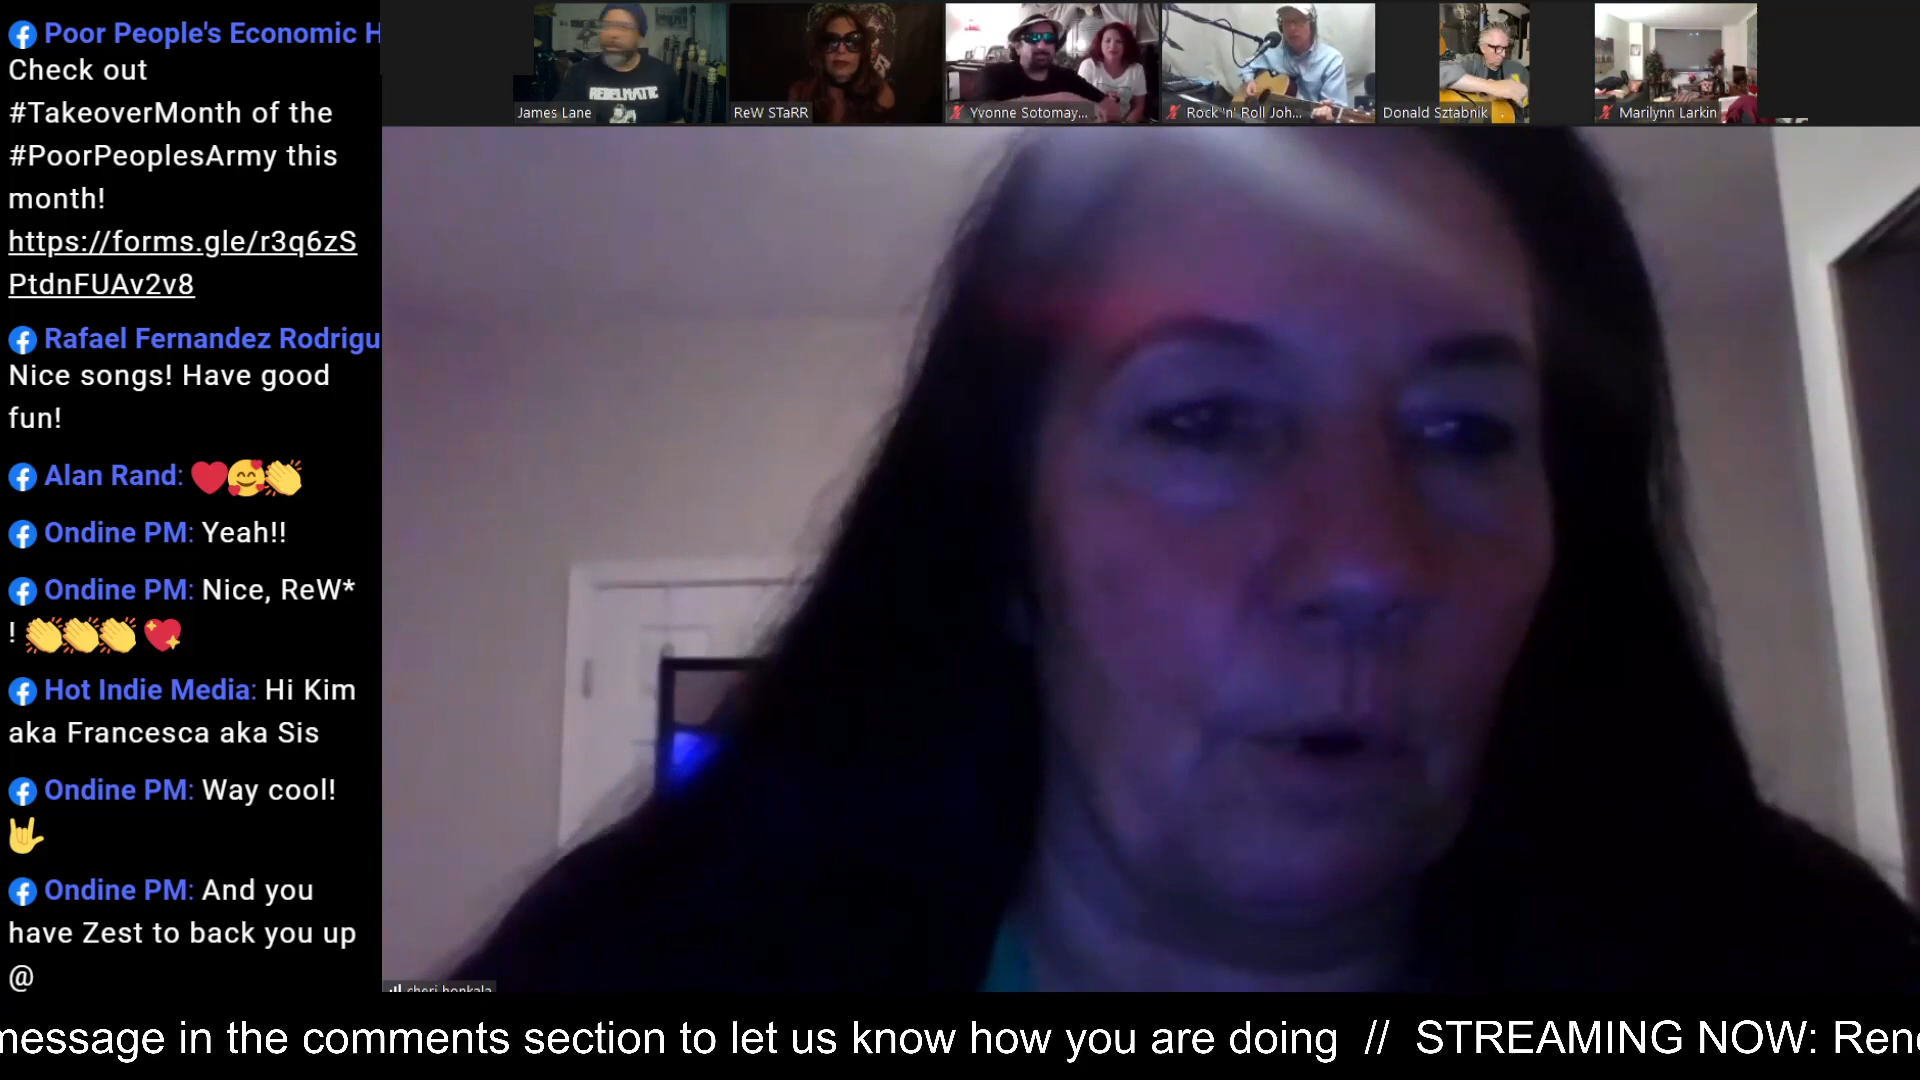 Poor People's Economic H
Check out
#TakeoverMonth of the
#PoorPeoplesArmy this
month!
https://forms.gle/r3q6zS
PtdnFUAv2v8
Rafael Fernandez Rodrigu
Nice songs! Have good
fun!
Alan Rand: ❤️🥰👏
Ondine PM: Yeah!!
Ondine PM: Nice, ReW*
! 👏👏👏 💖
Hot Indie Media: Hi Kim
aka Francesca aka Sis
Ondine PM: Way cool!
🤟
Ondine PM: And you
have Zest to back you up
@
James Lane
REBELMATIC
ReW STaRR
Yvonne Sotomay...
Rock 'n' Roll Joh...
Donald Sztabnik
Marilynn Larkin
cheri honkala
message in the comments section to let us know how you are doing // STREAMING NOW: Rene